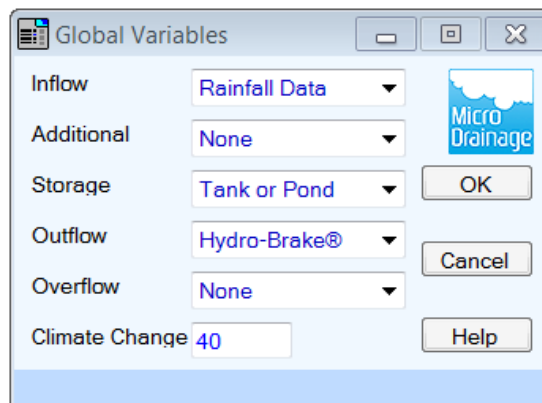 Global Variables
Inflow Rainfall Data
Micro
Drainage
Additional None
Storage Tank or Pond OK
Outflow Hydro-Brake®
Cancel
Overflow None
Climate Change 40 Help